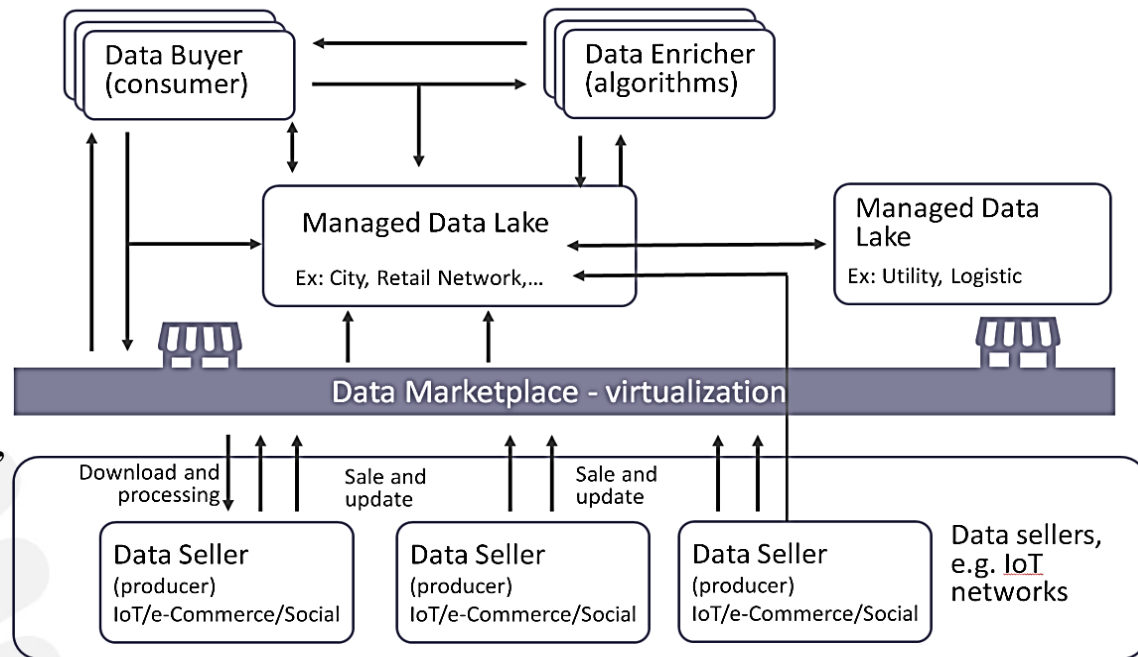 Data Buyer
(consumer)
Data Enricher
(algorithms)
Managed Data Lake
Ex: City, Retail Network,...
Managed Data
Lake
Ex: Utility, Logistic
Data Marketplace - virtualization
Download and
processing
Sale and
update
Sale and
update
Data Seller
(producer)
IoT/e-Commerce/Social
Data Seller
(producer)
IoT/e-Commerce/Social
Data Seller
(producer)
IoT/e-Commerce/Social
Data sellers,
e.g. IoT
networks